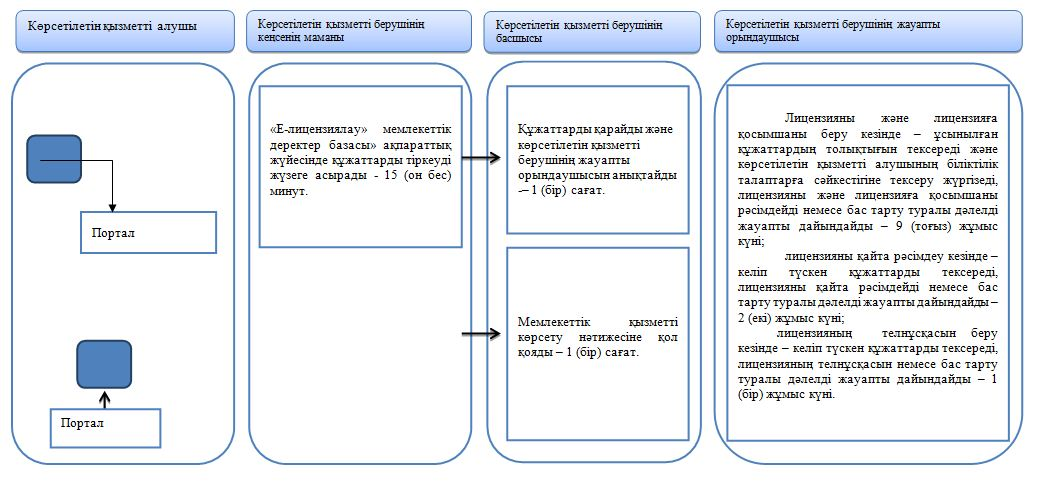 Көрсетілетін қызметті алушы
Көрсетілетін қызметті берушінің
кеңсенің маманы
Көрсетілетін қызметті берушінің
басшысы
Көрсетілетін қызметті берушінің жауапты
орындаушысы
Портал
Портал
«Е-лицензиялау» мемлекеттік
деректер базасы» ақпараттық
жүйесінде құжаттарды тіркеуді
жүзеге асырады - 15 (он бес)
минут.
Құжаттарды қарайды және
көрсетілетін қызметті
берушінің жауапты
орындаушысын анықтайды
-– 1 (бір) сағат.
Мемлекеттік қызметті
көрсету нәтижесіне қол
қояды – 1 (бір) сағат.
Лицензияны және лицензияға
қосымшаны беру кезінде – ұсынылған
құжаттардың толықтығын тексереді және
көрсетілетін қызметті алушының біліктілік
талаптарға сәйкестігіне тексеру жүргізеді,
лицензияны және лицензияға қосымшаны
рәсімдейді немесе бас тарту туралы дәлелді
жауапты дайындайды – 9 (тоғыз) жұмыс
күні;
лицензияны қайта рәсімдеу кезінде –
келіп түскен құжаттарды тексереді,
лицензияны қайта рәсімдейді немесе бас
тарту туралы дәлелді жауапты дайындайды –
2 (екі) жұмыс күні;
лицензияның телнұсқасын беру
кезінде – келіп түскен құжаттарды тексереді,
лицензияның телнұсқасын немесе бас тарту
туралы дәлелді жауапты дайындайды – 1
(бір) жұмыс күні.